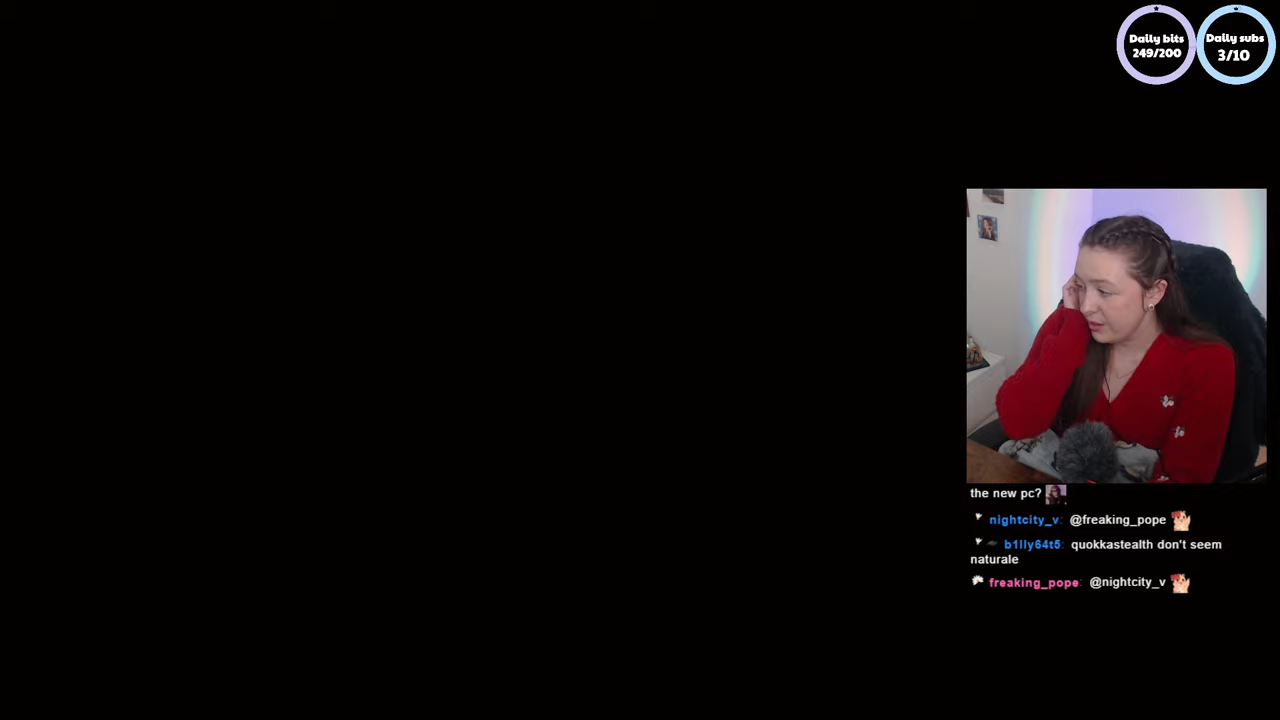 Daily bits
249/200
Daily subs
3/10
the new pc?
nightcity_v: @freaking_pope
b1lly64t5: quokkastealth don't seem
naturale
freaking_pope: @nightcity_v